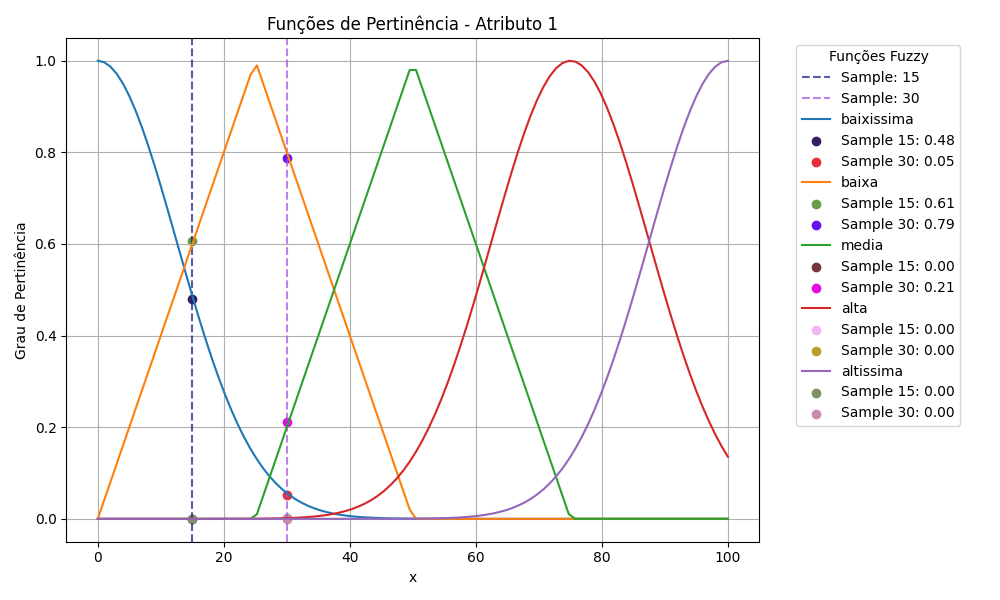 Funções de Pertinência - Atributo 1
Grau de Pertinência
1.0
0.8
0.6
0.4
0.2
0.0
0
20
40
60
80
100
x
Funções Fuzzy
Sample: 15
Sample: 30
baixissima
Sample 15: 0.48
Sample 30: 0.05
baixa
Sample 15: 0.61
Sample 30: 0.79
media
Sample 15: 0.00
Sample 30: 0.21
alta
Sample 15: 0.00
Sample 30: 0.00
altissima
Sample 15: 0.00
Sample 30: 0.00